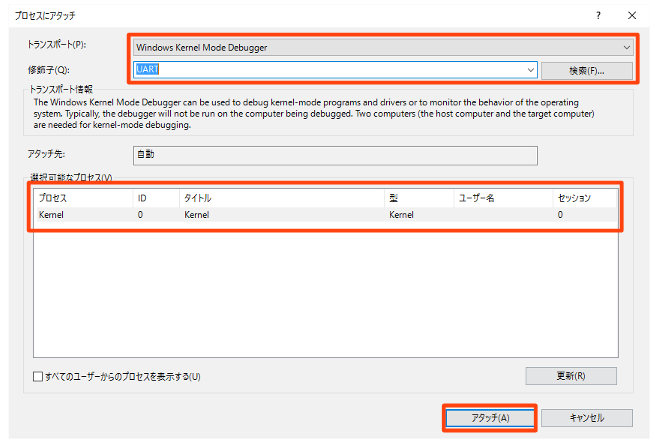 プロセスにアタッチ
?
トランスポート(P):
Windows Kernel Mode Debugger
修飾子(Q):
UART
検索(F)...
トランスポート情報
The Windows Kernel Mode Debugger can be used to debug kernel-mode programs and drivers or to monitor the behavior of the operating
system. Typically, the debugger will not be run on the computer being debugged. Two computers (the host computer and the target computer)
are needed for kernel-mode debugging.
アタッチ先:
自動
選択可能なプロセス(V)
プロセス ID タイトル 型 ユーザー名 セッション
Kernel 0 Kernel Kernel 0
すべてのユーザーからのプロセスを表示する(U)
更新(R)
アタッチ(A)
キャンセル